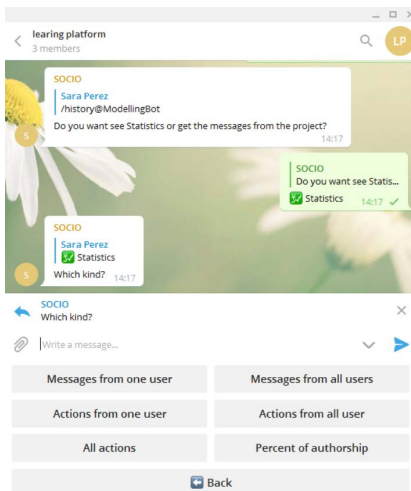 learing platform
3 members
LP
SOCIO
Sara Perez
/history@ModellingBot
Do you want see Statistics or get the messages from the project?
14:17
S
SOCIO
Do you want see Statis...
Statistics
14:17
SOCIO
Sara Perez
Statistics
Which kind?
14:17
S
SOCIO
Which kind?
Write a message...
Messages from one user
Messages from all users
Actions from one user
Actions from all user
All actions
Percent of authorship
Back